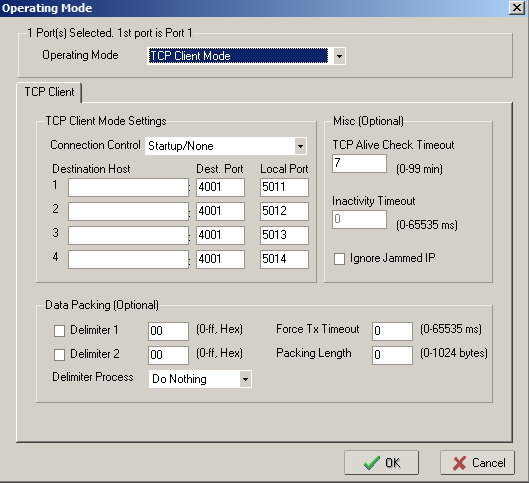 Operating Mode
1 Port(s) Selected. 1st port is Port 1
Operating Mode TCP Client Mode
TCP Client
TCP Client Mode Settings
Connection Control Startup/None
Destination Host Dest. Port Local Port
1 : 4001 5011
2 : 4001 5012
3 : 4001 5013
4 : 4001 5014
Misc (Optional)
TCP Alive Check Timeout
7 (0-99 min)
Inactivity Timeout
0 (0-65535 ms)
Ignore Jammed IP
Data Packing (Optional)
Delimiter 1 00 (0-ff, Hex) Force Tx Timeout 0 (0-65535 ms)
Delimiter 2 00 (0-ff, Hex) Packing Length 0 (0-1024 bytes)
Delimiter Process Do Nothing
OK Cancel